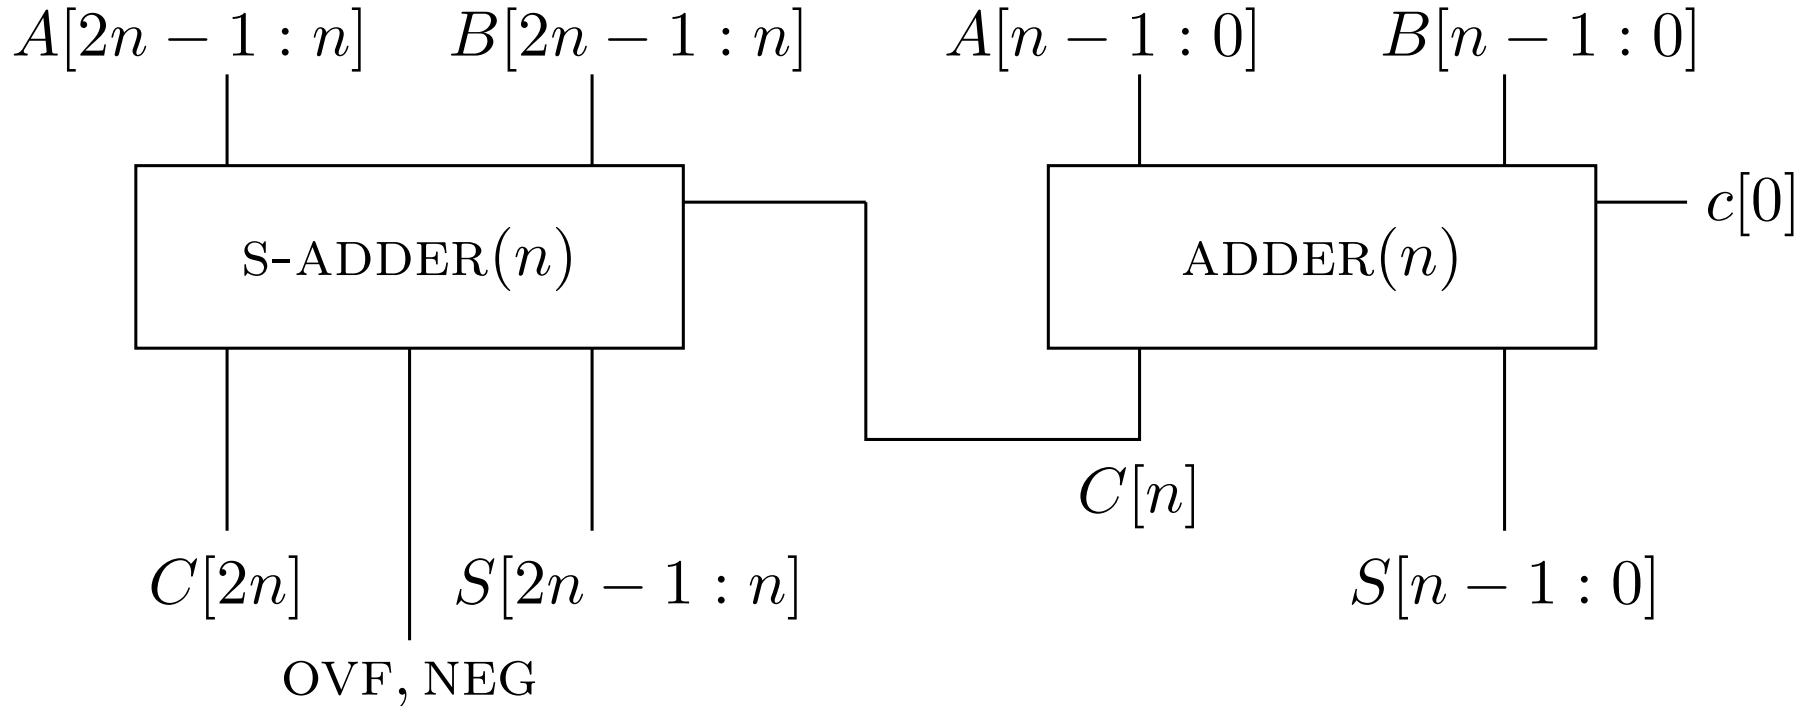 A[2n − 1 : n] B[2n − 1 : n] A[n − 1 : 0] B[n − 1 : 0]
c[0]
S-ADDER(n) ADDER(n)
C[n]
C[2n] S[2n − 1 : n] S[n − 1 : 0]
OVF, NEG